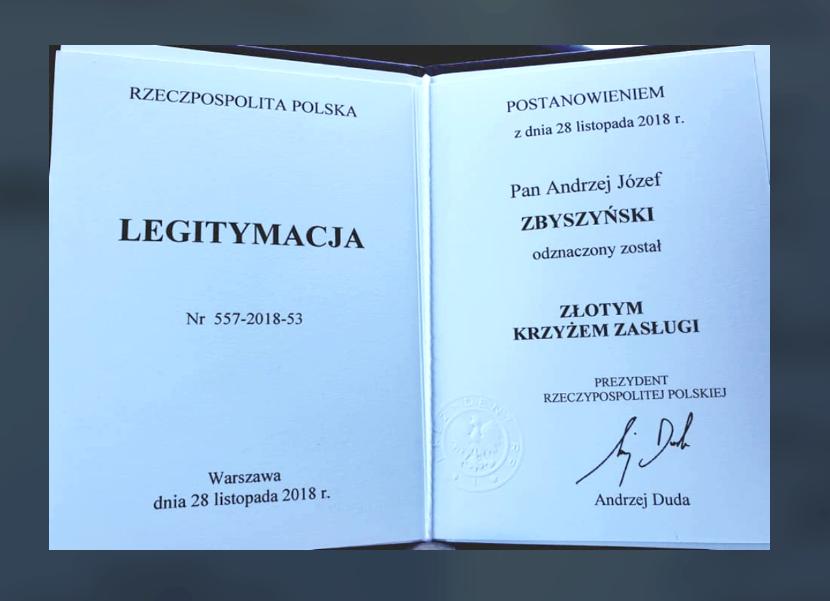 RZECZPOSPOLITA POLSKA
LEGITYMACJA
Nr 557-2018-53
Warszawa
dnia 28 listopada 2018 r.
POSTANOWIENIEM
z dnia 28 listopada 2018 r.
Pan Andrzej Józef
ZBYSZYŃSKI
odznaczony został
ZŁOTYM
KRZYŻEM ZASŁUGI
PREZYDENT
RZECZYPOSPOLITEJ POLSKIEJ
Andrzej Duda